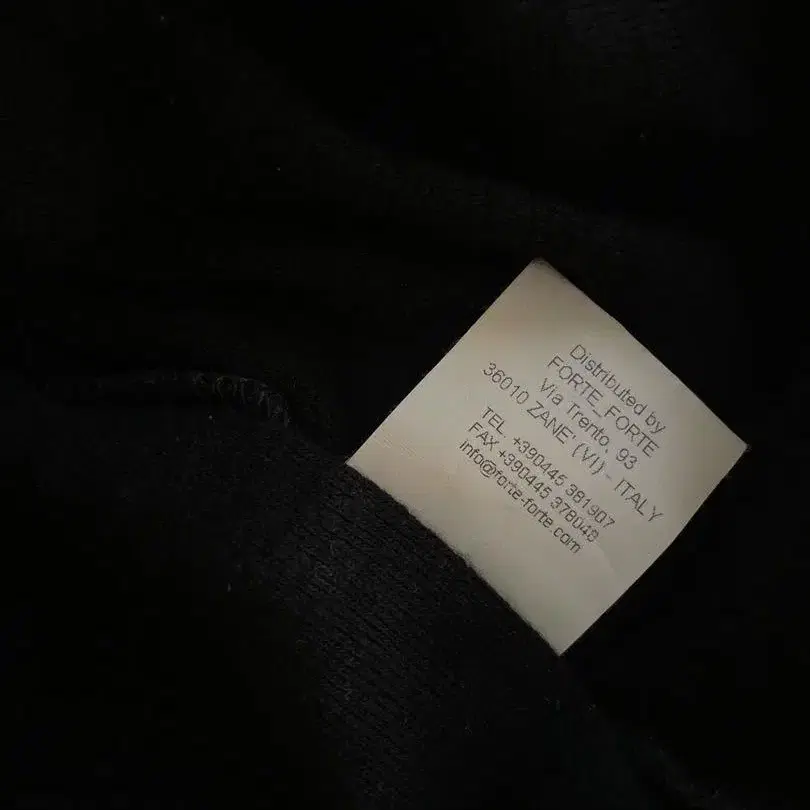 Distributed by
FORTE_FORTE
Via Trento, 93
36010 ZANE' (VI) - ITALY
TEL. +390445 381907
FAX +390445 378048
info@forte-forte.com